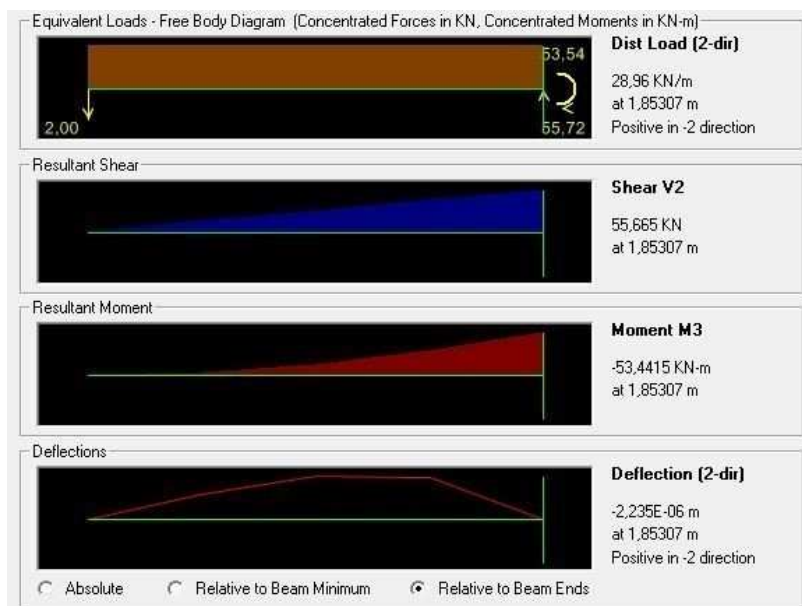 Equivalent Loads - Free Body Diagram (Concentrated Forces in KN, Concentrated Moments in KN-m)
53,54
2,00
55,72
Dist Load (2-dir)
28,96 KN/m
at 1,85307 m
Positive in -2 direction
Resultant Shear
Shear V2
55,665 KN
at 1,85307 m
Resultant Moment
Moment M3
-53,4415 KN-m
at 1,85307 m
Deflections
Deflection (2-dir)
-2,235E-06 m
at 1,85307 m
Positive in -2 direction
Absolute
Relative to Beam Minimum
Relative to Beam Ends